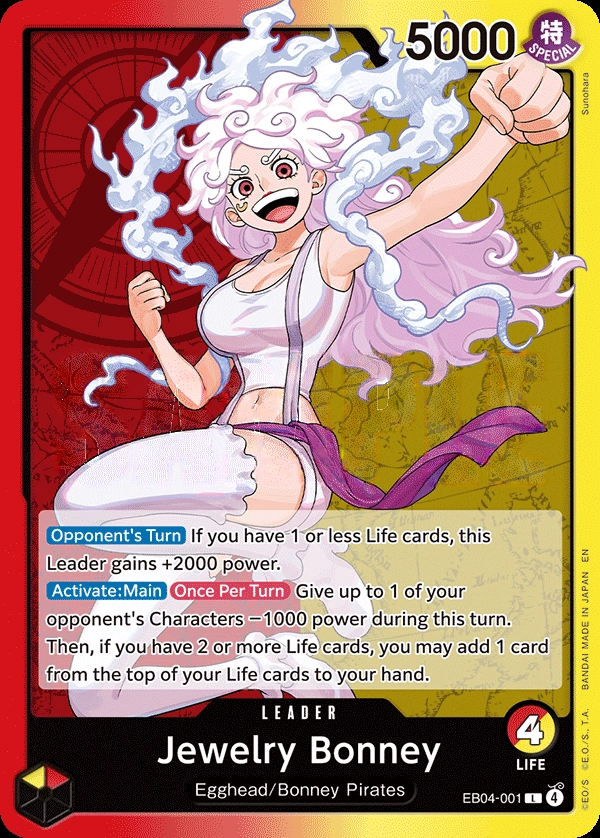 5000
特
SPECIAL
Sunohara
Opponent's Turn If you have 1 or less Life cards, this
Leader gains +2000 power.
Activate:Main Once Per Turn Give up to 1 of your
opponent's Characters −1000 power during this turn.
Then, if you have 2 or more Life cards, you may add 1 card
from the top of your Life cards to your hand.
LEADER
Jewelry Bonney
Egghead/Bonney Pirates
4
LIFE
EB04-001 L 4
©E.O/S ©E.O./S., T.A. BANDAI MADE IN JAPAN EN